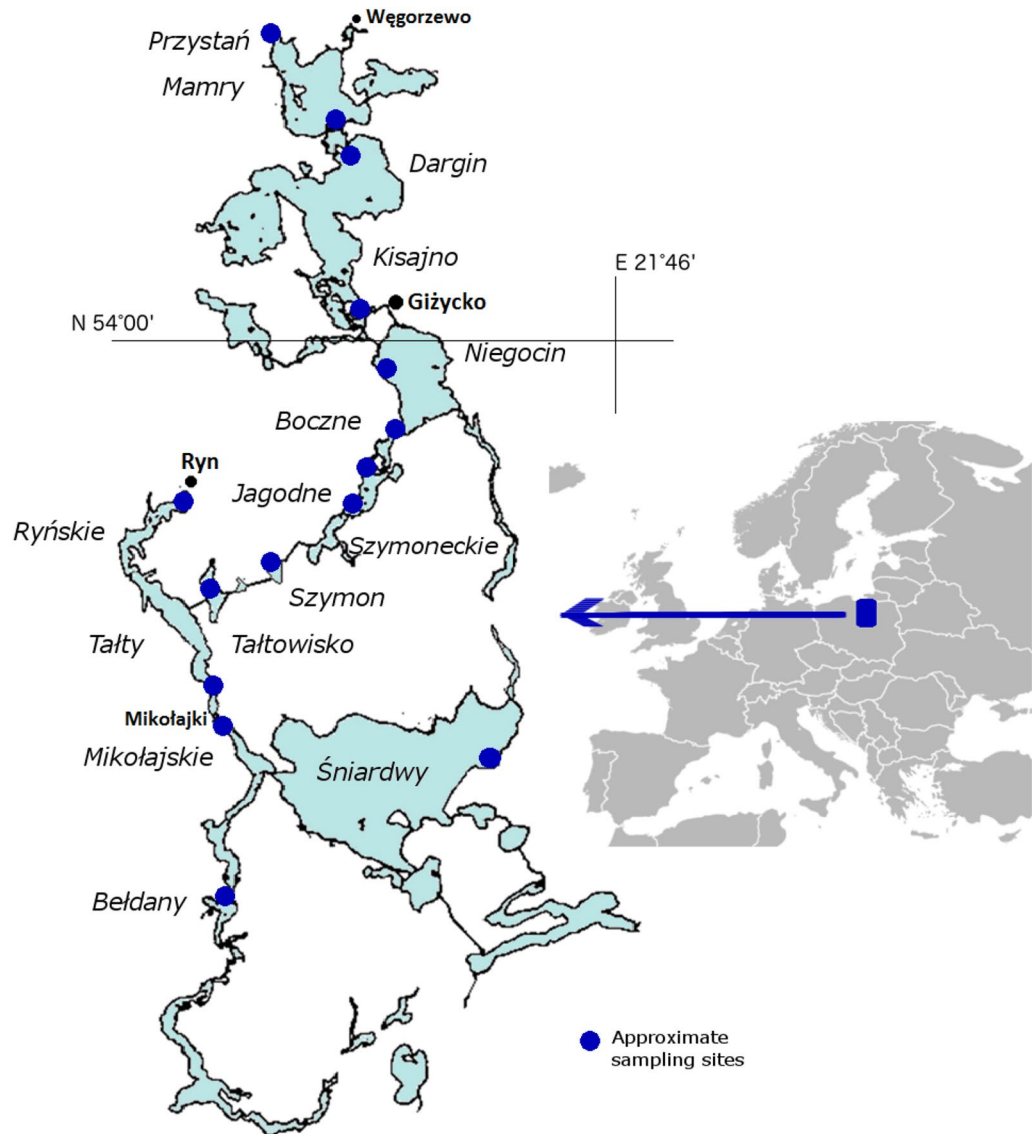 Węgorzewo
Przystań
Mamry
Dargin
Kisajno
E 21°46'
Giżycko
N 54°00'
Niegocin
Boczne
Ryn
Jagodne
Ryńskie
Szymoneckie
Szymon
Tałty
Tałtowisko
Mikołajki
Mikołajskie
Śniardwy
Bełdany
Approximate
sampling sites